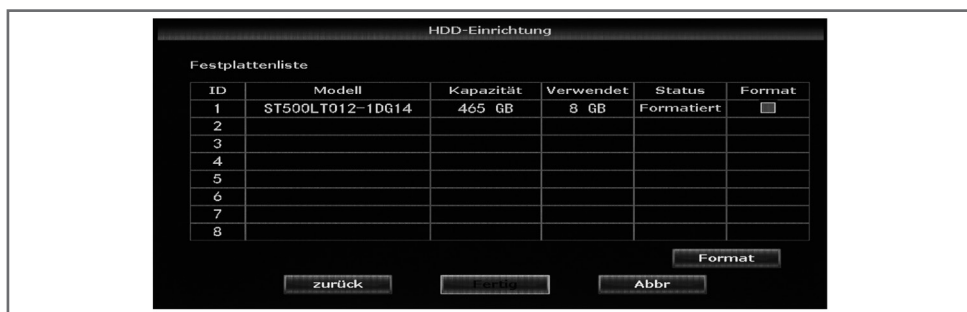 HDD-Einrichtung
Festplattenliste
ID Modell Kapazität Verwendet Status Format
1 ST500LT012-1DG14 465 GB 8 GB Formatiert
2
3
4
5
6
7
8
Format
zurück Fertig Abbr